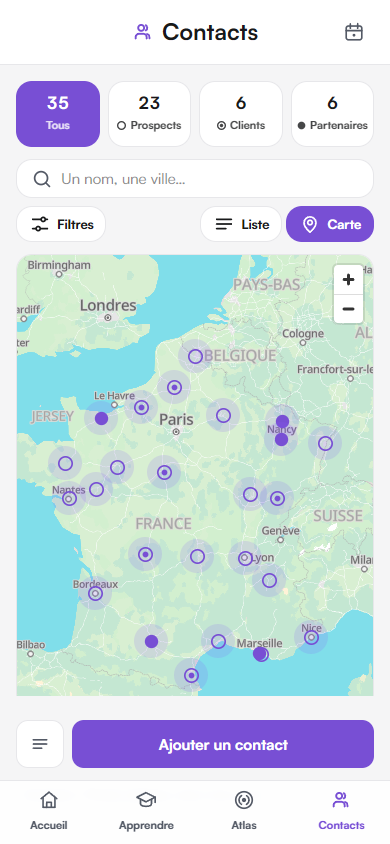 Contacts
35
Tous
23
Prospects
6
Clients
6
Partenaires
Un nom, une ville...
Filtres
Liste
Carte
Birmingham
PAYS-BAS
Londres
Cologne
BELGIQUE
Francfort-sur-le
Le Havre
JERSEY
Paris
Nancy
Nantes
FRANCE
SUISSE
Genève
Lyon
Milan
Bordeaux
Nice
Bilbao
Marseille
+
−
Ajouter un contact
Accueil
Apprendre
Atlas
Contacts